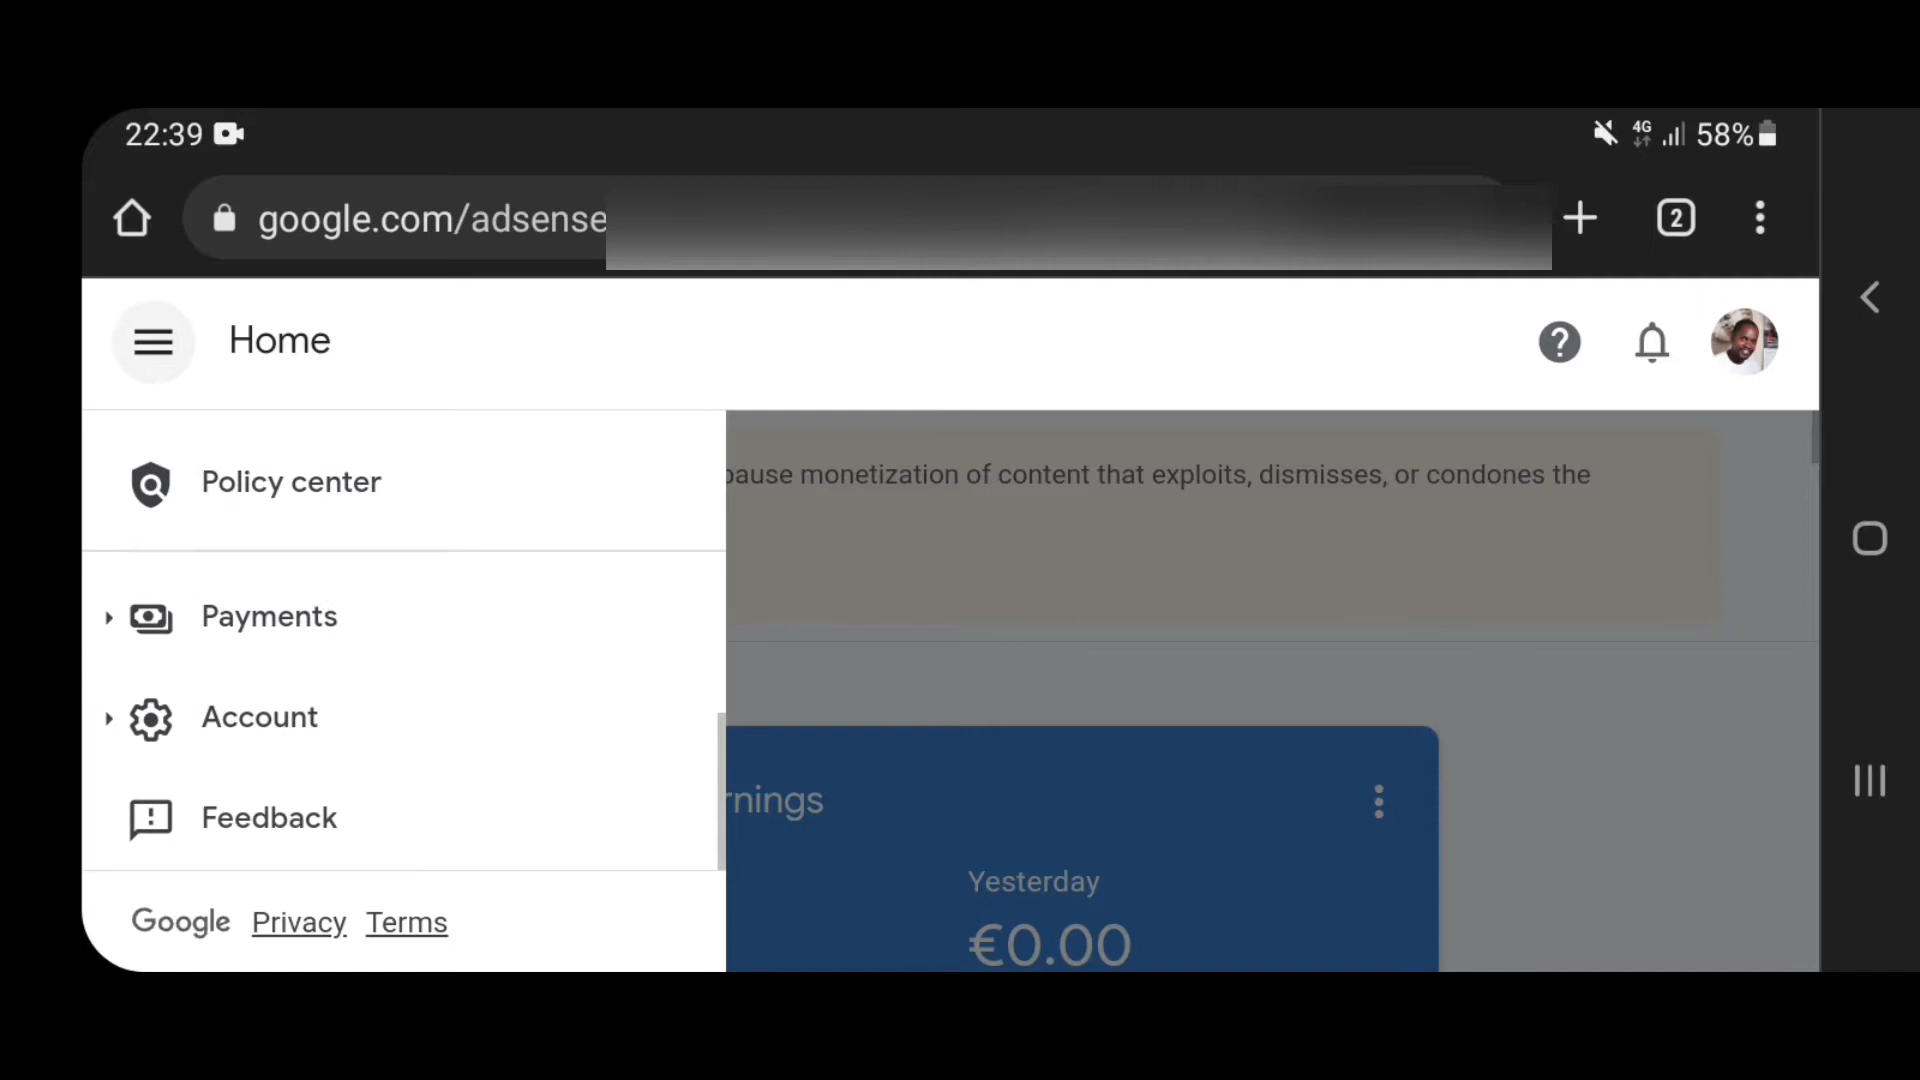 22:39
4G 58%
google.com/adsense
2
Home
Policy center
pause monetization of content that exploits, dismisses, or condones the
Payments
Account
rnings
Feedback
Yesterday
€0.00
Google Privacy Terms